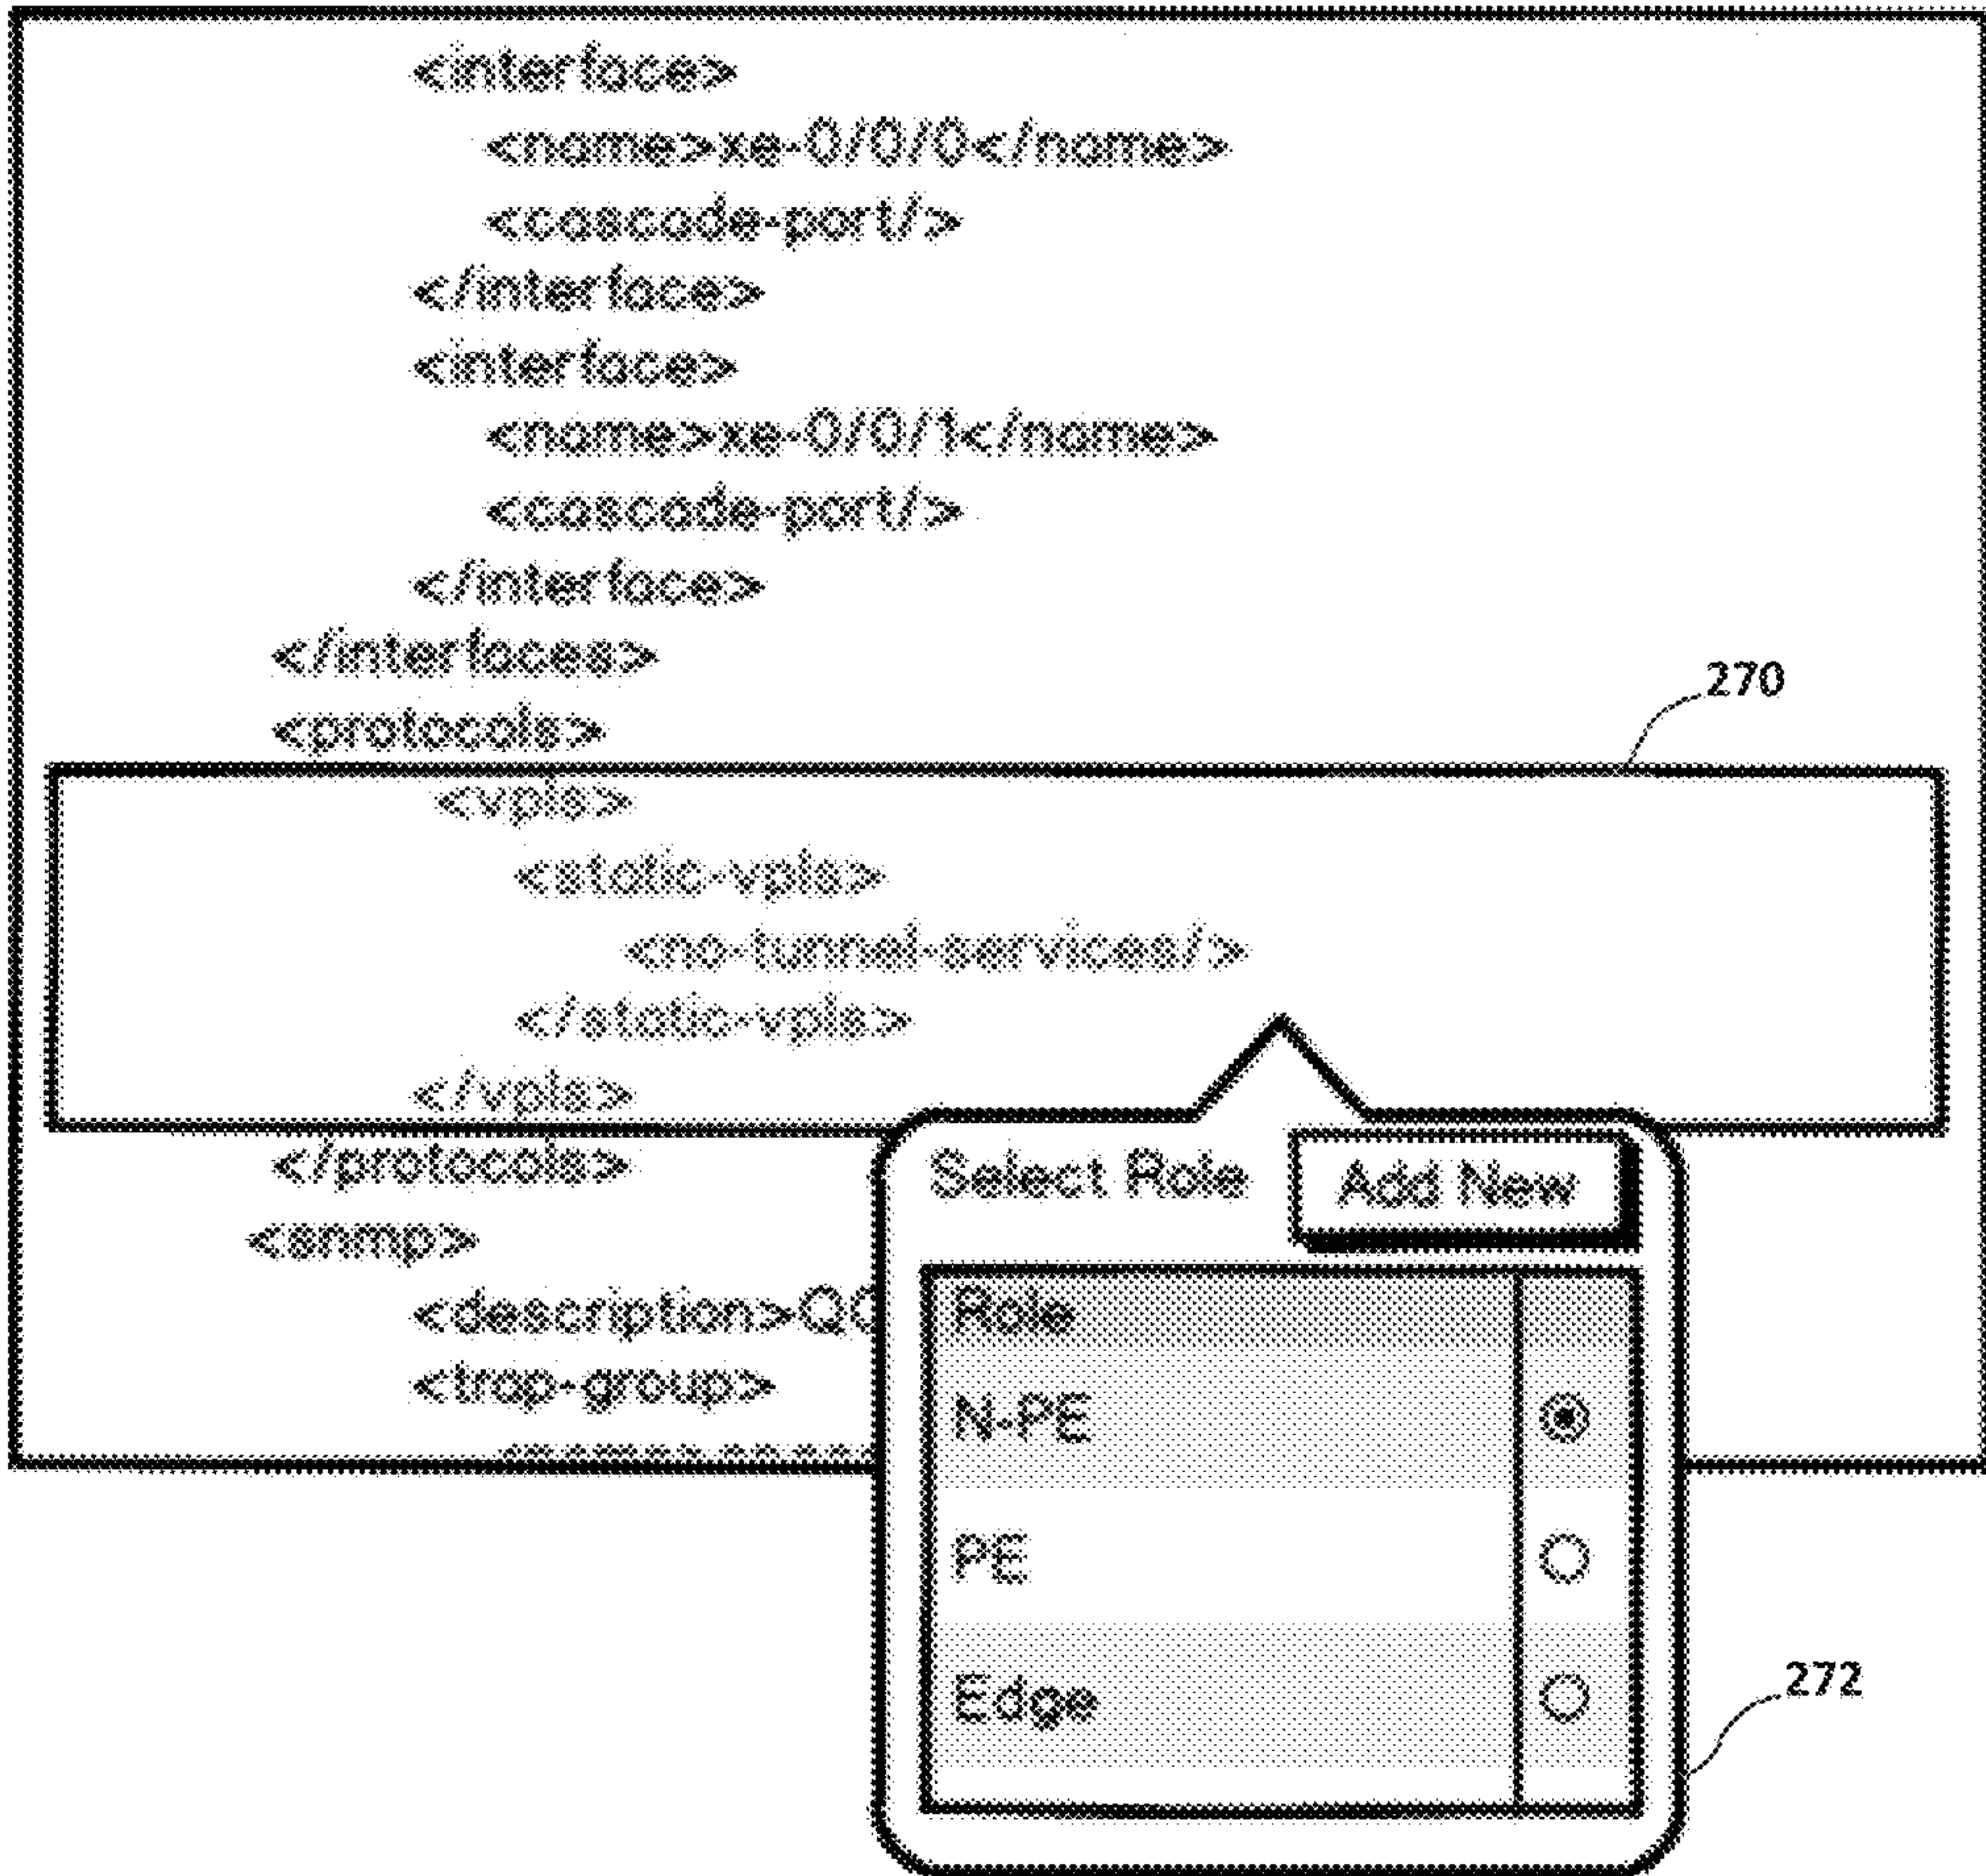 <interface>
<name>xe-0/0/0</name>
<cascade-port/>
</interface>
<interface>
<name>xe-0/0/1</name>
<cascade-port/>
</interface>
</interfaces>
270
<protocols>
<vpls>
<static-vpls>
<no-tunnel-services/>
</static-vpls>
</vpls>
</protocols>
<snmp>
<description>
<trap-group>
Select Role Add New
Role
N-PE
PE
Edge
272